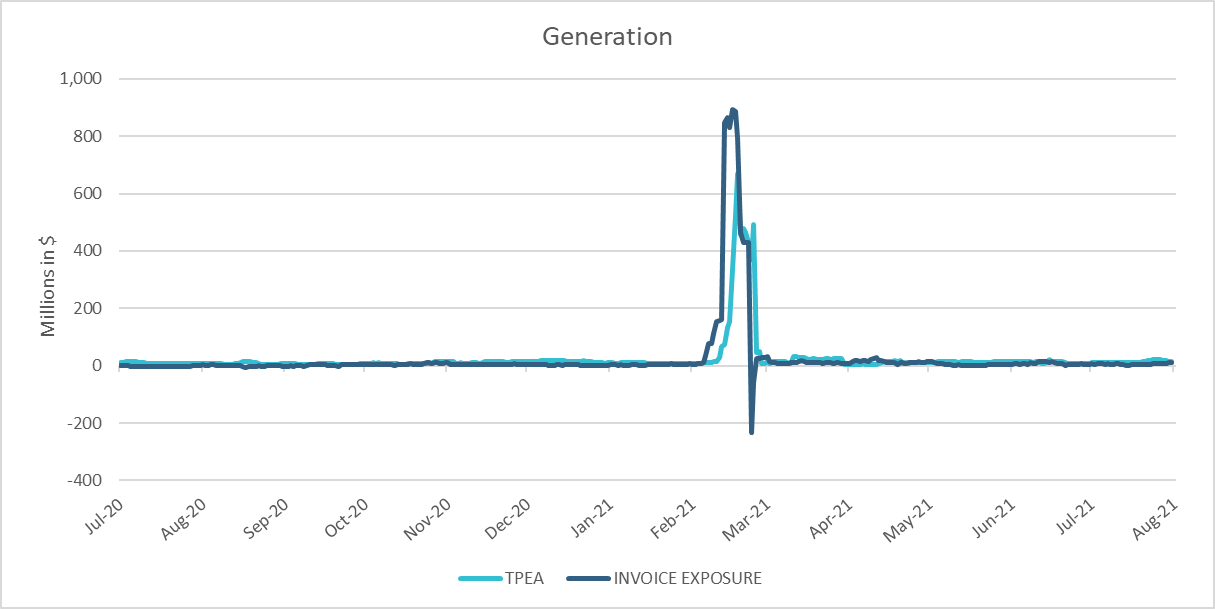 Generation
1,000
800
600
400
200
0
-200
-400
Millions in $
Jul-20
Aug-20
Sep-20
Oct-20
Nov-20
Dec-20
Jan-21
Feb-21
Mar-21
Apr-21
May-21
Jun-21
Jul-21
Aug-21
TPEA
INVOICE EXPOSURE